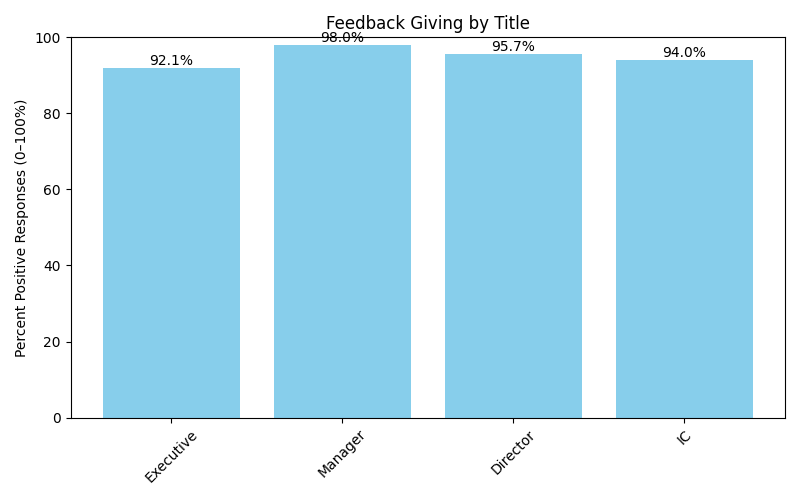 Feedback Giving by Title
Percent Positive Responses (0–100%)
100
80
60
40
20
0
92.1%
98.0%
95.7%
94.0%
Executive
Manager
Director
IC